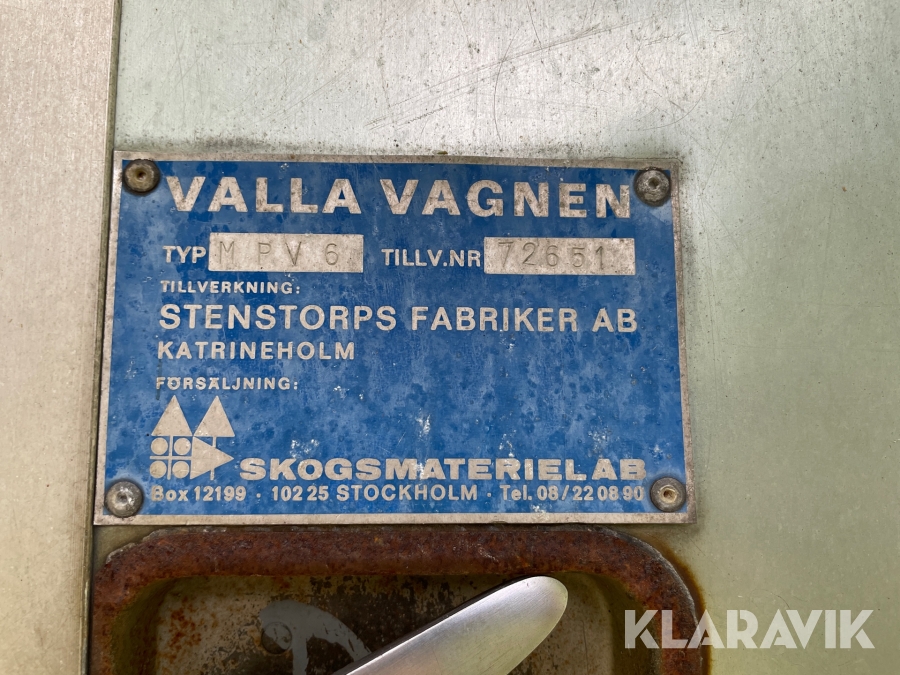 VALLA VAGNEN
TYP M PV 6 TILLV.NR 72651
TILLVERKNING:
STENSTORPS FABRIKER AB
KATRINEHOLM
FÖRSÄLJNING:
SKOGSMATERIEL AB
Box 12199 · 102 25 STOCKHOLM · Tel. 08/22 08 90
KLARAVIK